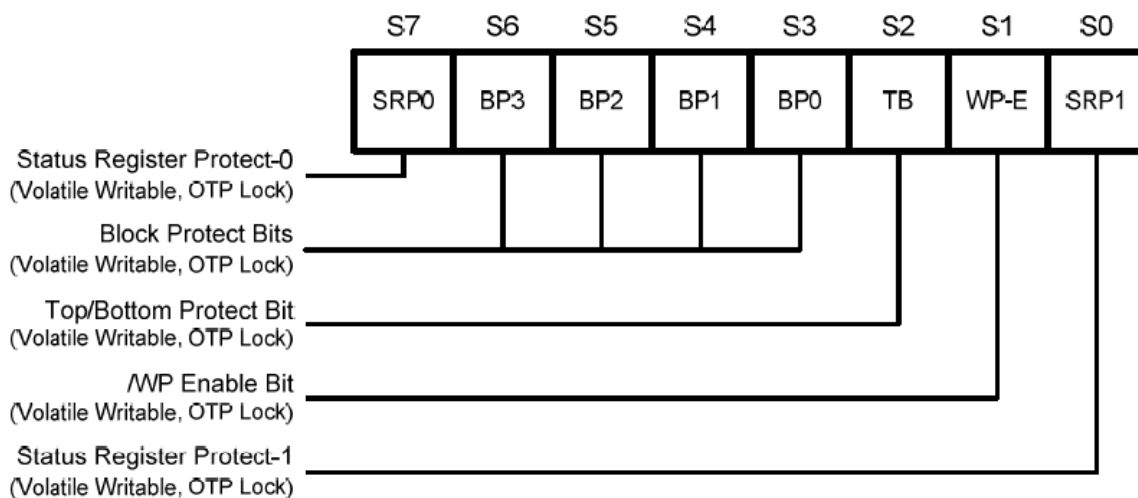 S7 S6 S5 S4 S3 S2 S1 S0
SRP0 BP3 BP2 BP1 BP0 TB WP-E SRP1
Status Register Protect-0
(Volatile Writable, OTP Lock)
Block Protect Bits
(Volatile Writable, OTP Lock)
Top/Bottom Protect Bit
(Volatile Writable, OTP Lock)
/WP Enable Bit
(Volatile Writable, OTP Lock)
Status Register Protect-1
(Volatile Writable, OTP Lock)